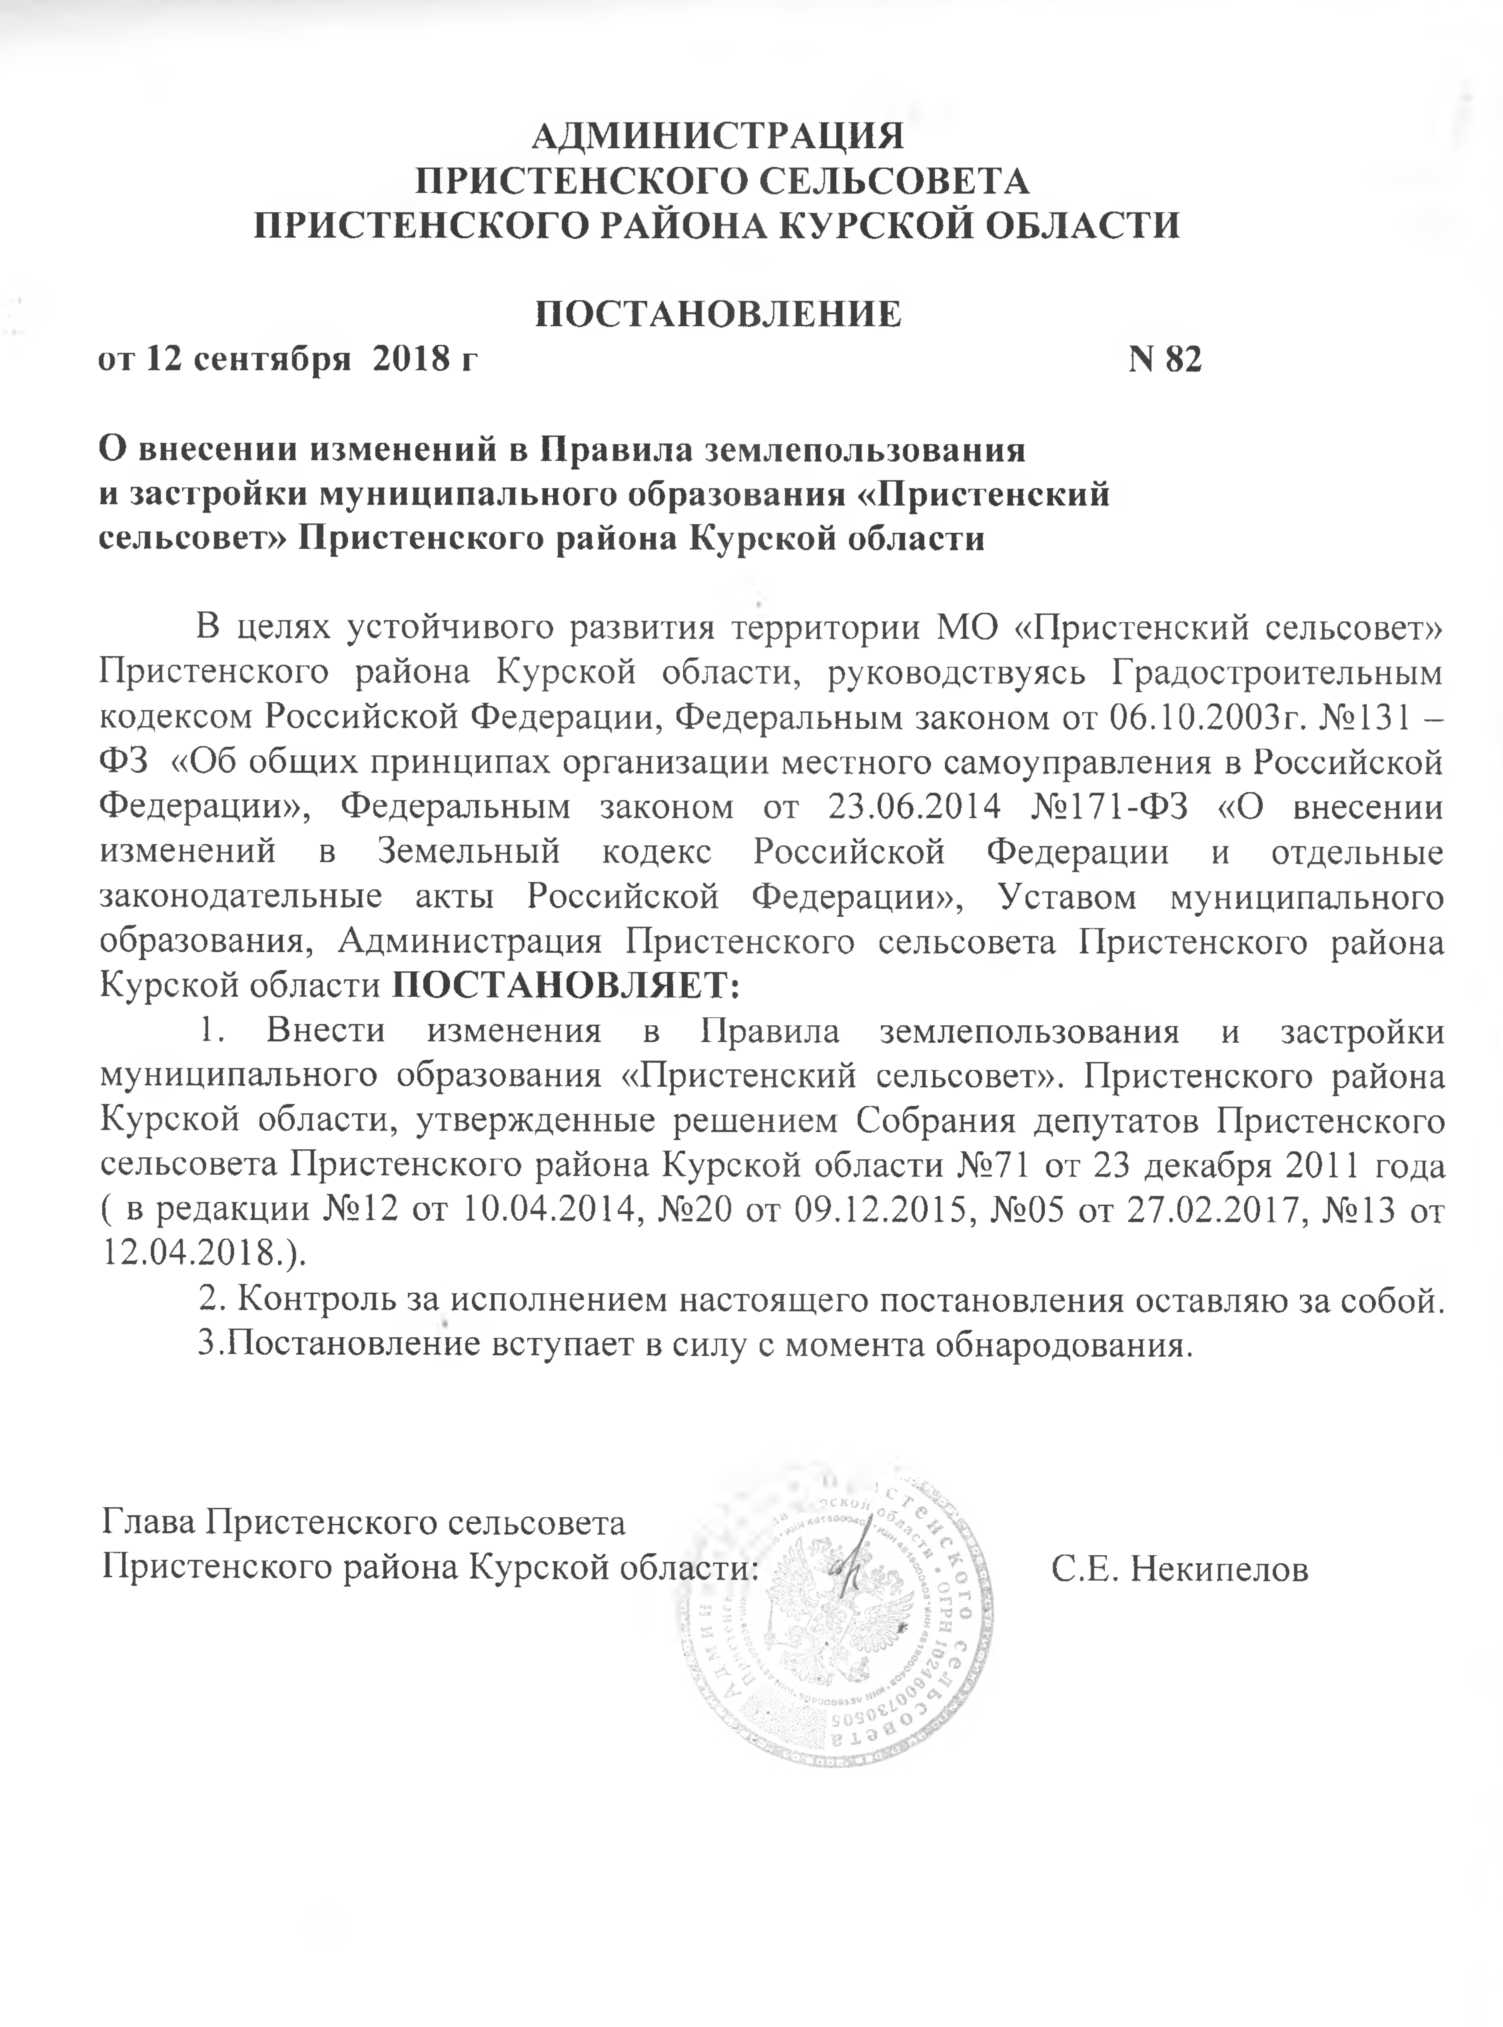 АДМИНИСТРАЦИЯ
ПРИСТЕНСКОГО СЕЛЬСОВЕТА
ПРИСТЕНСКОГО РАЙОНА КУРСКОЙ ОБЛАСТИ
ПОСТАНОВЛЕНИЕ
от 12 сентября 2018 г N 82
О внесении изменений в Правила землепользования
и застройки муниципального образования «Пристенский
сельсовет» Пристенского района Курской области
В целях устойчивого развития территории МО «Пристенский сельсовет»
Пристенского района Курской области, руководствуясь Градостроительным
кодексом Российской Федерации, Федеральным законом от 06.10.2003г. №131 –
ФЗ «Об общих принципах организации местного самоуправления в Российской
Федерации», Федеральным законом от 23.06.2014 №171-ФЗ «О внесении
изменений в Земельный кодекс Российской Федерации и отдельные
законодательные акты Российской Федерации», Уставом муниципального
образования, Администрация Пристенского сельсовета Пристенского района
Курской области ПОСТАНОВЛЯЕТ:
1. Внести изменения в Правила землепользования и застройки
муниципального образования «Пристенский сельсовет». Пристенского района
Курской области, утвержденные решением Собрания депутатов Пристенского
сельсовета Пристенского района Курской области №71 от 23 декабря 2011 года
( в редакции №12 от 10.04.2014, №20 от 09.12.2015, №05 от 27.02.2017, №13 от
12.04.2018.).
2. Контроль за исполнением настоящего постановления оставляю за собой.
3.Постановление вступает в силу с момента обнародования.
Глава Пристенского сельсовета
Пристенского района Курской области: С.Е. Некипелов
сельсовета
области • ОГРН 1024600730505